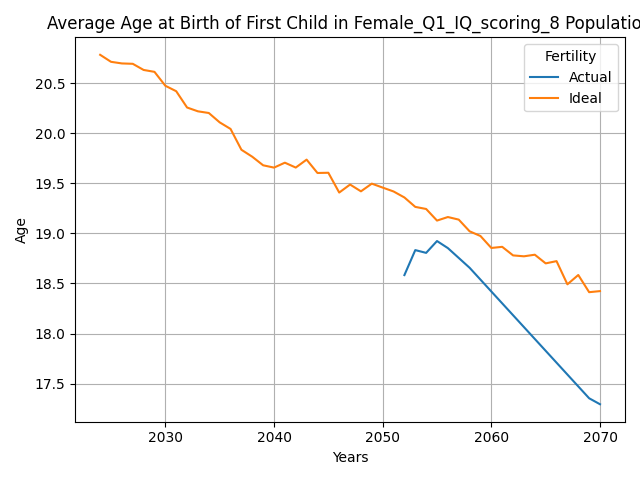 Average Age at Birth of First Child in Female_Q1_IQ_scoring_8 Populatio
Fertility
Actual
Ideal
20.5
20.0
19.5
19.0
18.5
18.0
17.5
Age
2030 2040 2050 2060 2070
Years